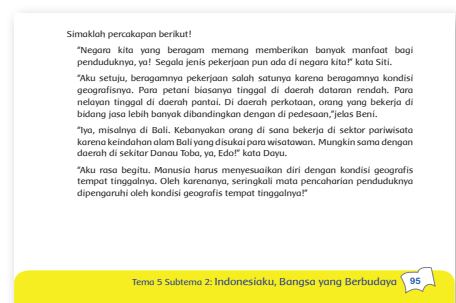 Simaklah percakapan berikut!
“Negara kita yang beragam memang memberikan banyak manfaat bagi
penduduknya, ya! Segala jenis pekerjaan pun ada di negara kita!” kata Siti.
“Aku setuju, beragamnya pekerjaan salah satunya karena beragamnya kondisi
geografisnya. Para petani biasanya tinggal di daerah dataran rendah. Para
nelayan tinggal di daerah pantai. Di daerah perkotaan, orang yang bekerja di
bidang jasa lebih banyak dibandingkan dengan di pedesaan,”jelas Beni.
“Iya, misalnya di Bali. Kebanyakan orang di sana bekerja di sektor pariwisata
karena keindahan alam Bali yang disukai para wisatawan. Mungkin sama dengan
daerah di sekitar Danau Toba, ya, Edo!” kata Dayu.
“Aku rasa begitu. Manusia harus menyesuaikan diri dengan kondisi geografis
tempat tinggalnya. Oleh karenanya, seringkali mata pencaharian penduduknya
dipengaruhi oleh kondisi geografis tempat tinggalnya!”
Tema 5 Subtema 2: Indonesiaku, Bangsa yang Berbudaya 95